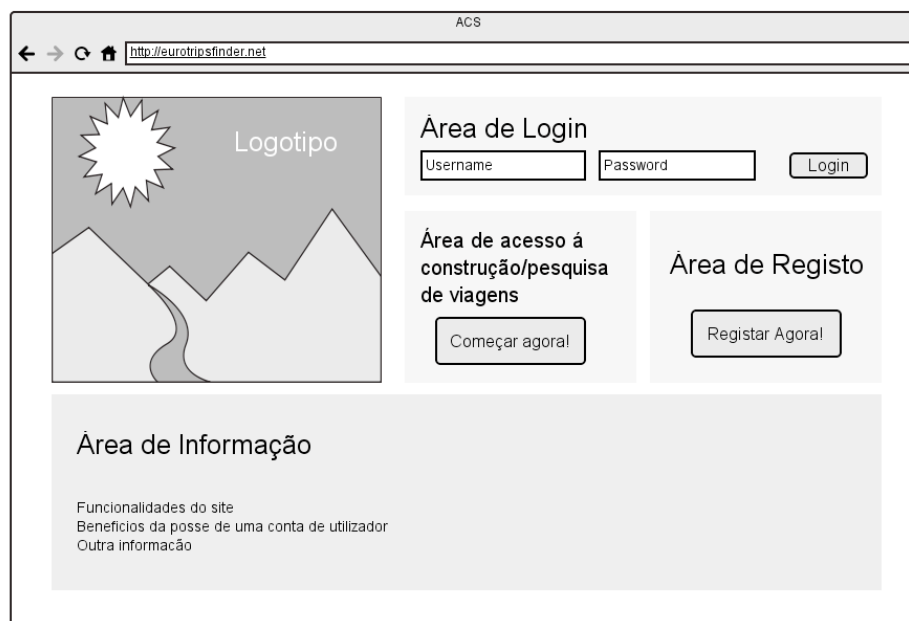 ACS
http://eurotripsfinder.net
Logotipo
Área de Login
Username
Password
Login
Área de acesso á
construção/pesquisa
de viagens
Começar agora!
Área de Registo
Registar Agora!
Área de Informação
Funcionalidades do site
Beneficios da posse de uma conta de utilizador
Outra informacão